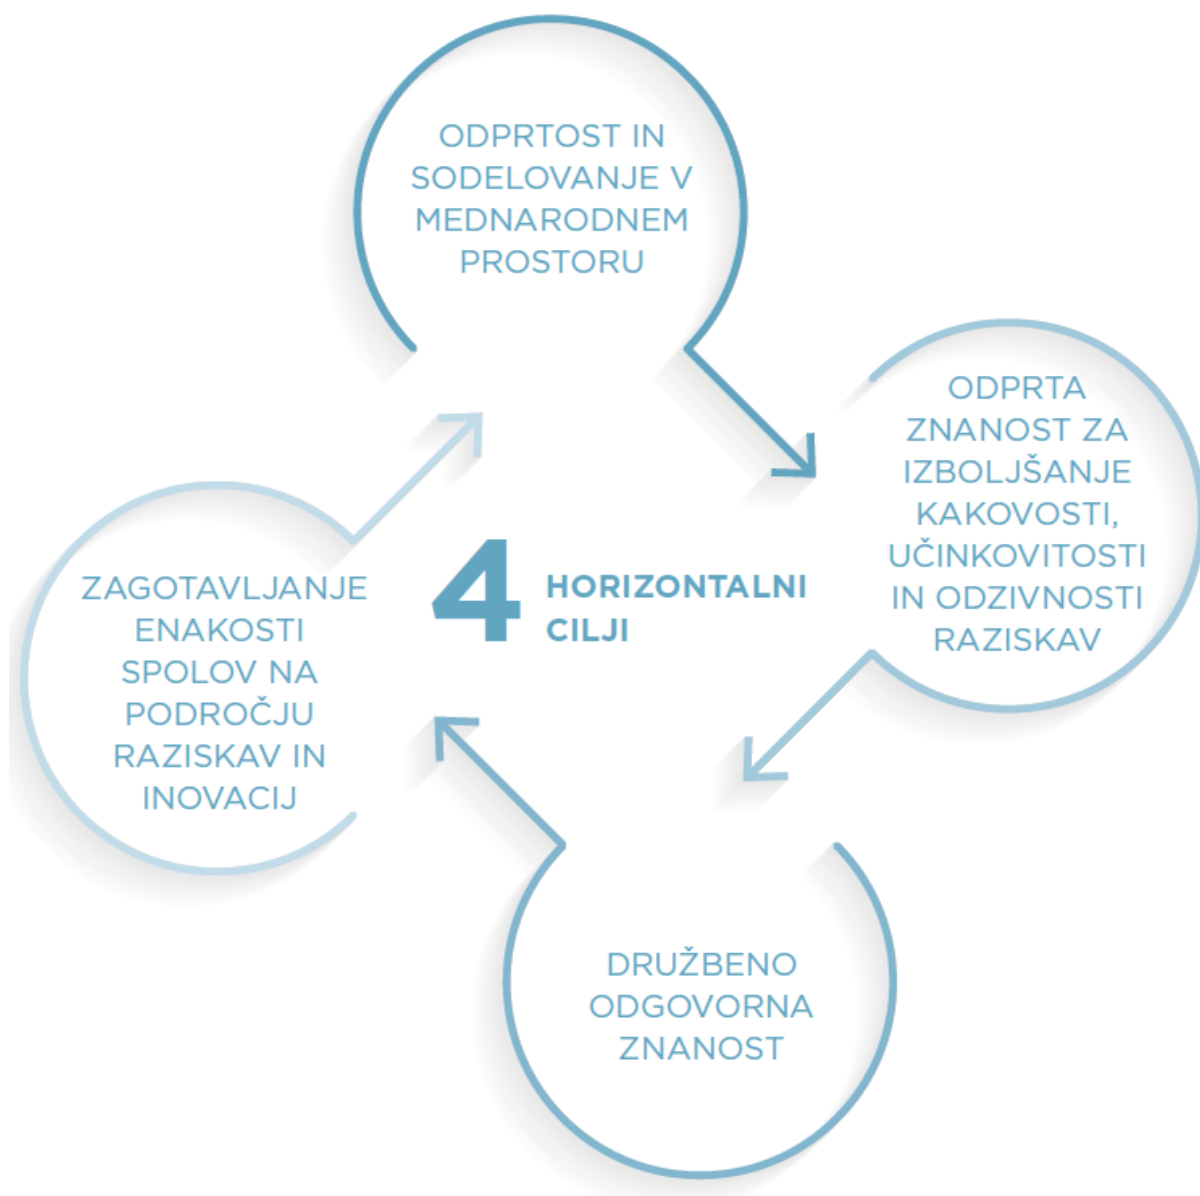 ODPRTOST IN
SODELOVANJE V
MEDNARODNEM
PROSTORU
ODPRTA
ZNANOST ZA
IZBOLJŠANJE
KAKOVOSTI,
UČINKOVITOSTI
IN ODZIVNOSTI
RAZISKAV
4 HORIZONTALNI
CILJI
ZAGOTAVLJANJE
ENAKOSTI
SPOLOV NA
PODROČJU
RAZISKAV IN
INOVACIJ
DRUŽBENO
ODGOVORNA
ZNANOST